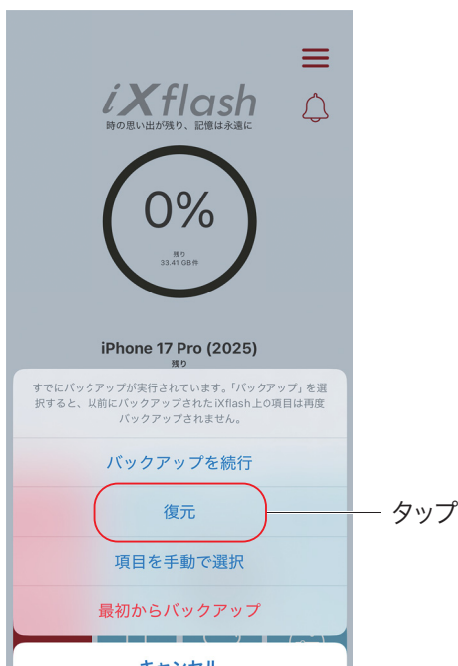 iXflash
時の思い出が残り、記憶は永遠に
0%
残り
33.41 GB 件
iPhone 17 Pro (2025)
残り
すでにバックアップが実行されています。「バックアップ」を選
択すると、以前にバックアップされたiXflash上の項目は再度
バックアップされません。
バックアップを続行
復元
タップ
項目を手動で選択
最初からバックアップ
キャンセル